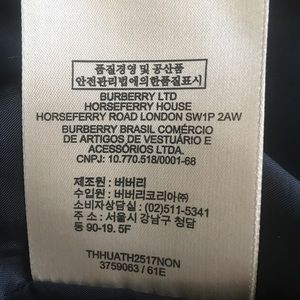 품질경영 및 공산품
안전관리법에의한품질표시
BURBERRY LTD
HORSEFERRY HOUSE
HORSEFERRY ROAD LONDON SW1P 2AW
BURBERRY BRASIL COMÉRCIO
DE ARTIGOS DE VESTUÁRIO E
ACESSÓRIOS LTDA.
CNPJ: 10.770.518/0001-68
제조원 : 버버리
수입원 : 버버리코리아(주)
소비자상담실 : (02)511-5341
주 소 : 서울시 강남구 청담
동 90-19. 5F
THHUATH2517NON
3759063 / 61E